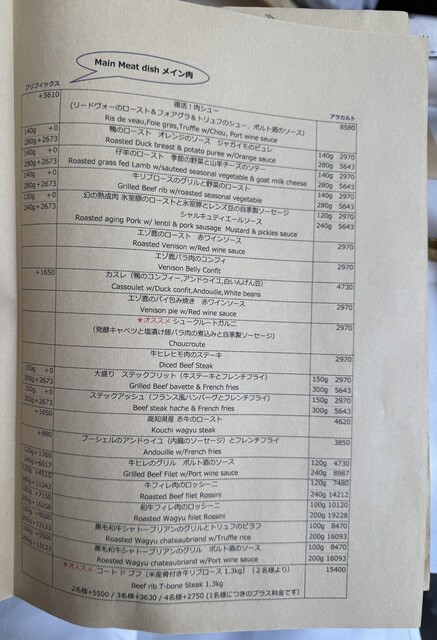 Main Meat dish メイン肉
プリフィックス アラカルト
+5610 復活！肉シュー
(リードヴォーのロースト＆フォアグラ＆トリュフのシュー、ポルト酒のソース) 8580
Ris de veau,Foie gras,Truffle w/Chou, Port wine sauce
140g +0 鴨のロースト オレンジのソース ジャガイモのピュレ 140g 2970
280g +2673 Roasted Duck breast & potato puree w/Orange sauce 280g 5643
140g +0 仔羊のロースト 季節の野菜と山羊チーズのソテー 140g 2970
280g +2673 Roasted grass fed Lamb w/sauteed seasonal vegetable & goat milk cheese 280g 5643
140g +0 牛リブロースのグリルと野菜のロースト 140g 2970
280g +2673 Grilled Beef rib w/roasted seasonal vegetable 280g 5643
120g +0 幻の熟成肉 氷室豚のローストと氷室豚とレンズ豆の自家製ソーセージ 120g 2970
240g +2673 シャルキュティエールソース 240g 5643
Roasted aging Pork w/ lentil & pork sausage Mustard & pickles sauce
エゾ鹿のロースト 赤ワインソース 2970
Roasted Venison w/Red wine sauce
エゾ鹿バラ肉のコンフィ 2970
Venison Belly Confit
+1650 カスレ（鴨のコンフィー,アンドゥイユ,白いんげん豆） 4730
Cassoulet w/Duck confit,Andouille,White beans
エゾ鹿のパイ包み焼き 赤ワインソース 2970
Venison pie w/Red wine sauce
★オススメ シュークルートガルニ 2970
（発酵キャベツと塩漬け豚バラ肉の煮込みと自家製ソーセージ）
Choucroute
牛ヒレヒモ肉のステーキ 2970
Diced Beef Steak
150g +0 大盛り ステックフリット（牛ステーキとフレンチフライ） 150g 2970
300g +2673 Grilled Beef bavette & French fries 300g 5643
150g +0 ステックアッシュ（フランス風ハンバーグとフレンチフライ） 150g 2970
300g +2673 Beef steak hache & French fries 300g 5643
+1650 高知県産 赤牛のロースト 4620
Kouchi wagyu steak
+880 ブーシェルのアンドゥイユ（内臓のソーセージ）とフレンチフライ 3850
Andouille w/French fries
120g+1760 牛ヒレのグリル ポルト酒のソース 120g 4730
240g+6017 Grilled Beef Filet w/Port wine sauce 240g 8987
牛フィレ肉のロッシーニ 120g 7480
Roasted Beef filet Rossini 240g 14212
和牛フィレ肉のロッシーニ 100g 10120
Roasted Wagyu filet Rossini 200g 19228
黒毛和牛シャトーブリアンのグリルとトリュフのピラフ 100g 8470
Roasted Wagyu chateaubriand w/Truffle rice 200g 16093
黒毛和牛シャトーブリアンのグリル ポルト酒のソース 100g 8470
Roasted Wagyu chateaubriand w/Port wine sauce 200g 16093
★オススメ コート ド ブフ（米産骨付き牛リブロース 1.3kg）（2名様より） 15400
Beef rib T-bone Steak 1.3kg
2名様+5500 / 3名様+3630 / 4名様+2750 (1名様につきのプラス料金です)